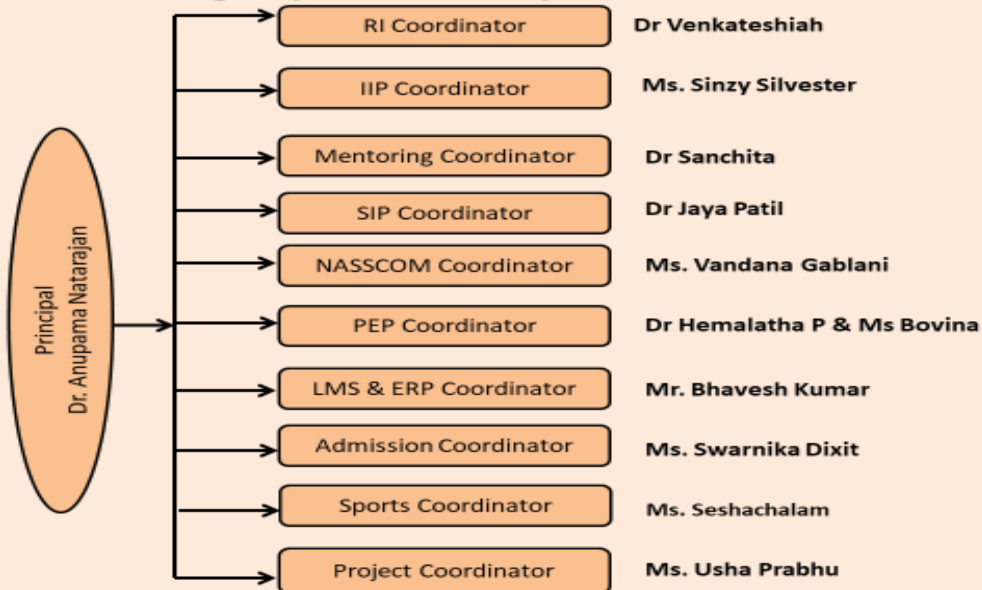 Principal
Dr. Anupama Natarajan
RI Coordinator Dr Venkateshiah
IIP Coordinator Ms. Sinzy Silvester
Mentoring Coordinator Dr Sanchita
SIP Coordinator Dr Jaya Patil
NASSCOM Coordinator Ms. Vandana Gablani
PEP Coordinator Dr Hemalatha P & Ms Bovina
LMS & ERP Coordinator Mr. Bhavesh Kumar
Admission Coordinator Ms. Swarnika Dixit
Sports Coordinator Ms. Seshachalam
Project Coordinator Ms. Usha Prabhu